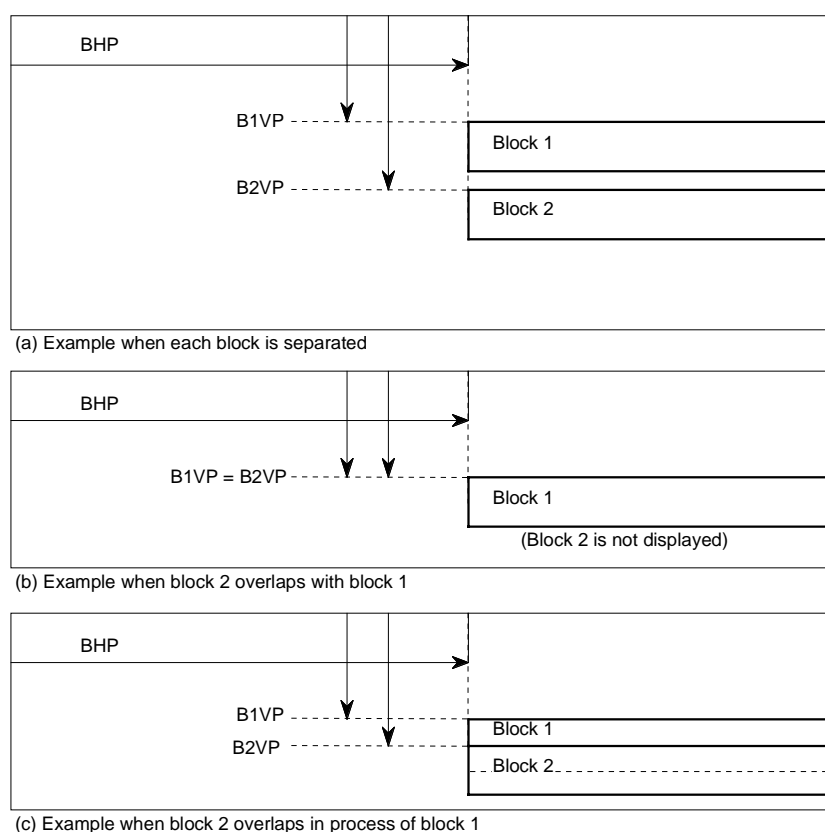 BHP
B1VP
Block 1
B2VP
Block 2
(a) Example when each block is separated
BHP
B1VP = B2VP
Block 1
(Block 2 is not displayed)
(b) Example when block 2 overlaps with block 1
BHP
B1VP
Block 1
B2VP
Block 2
(c) Example when block 2 overlaps in process of block 1